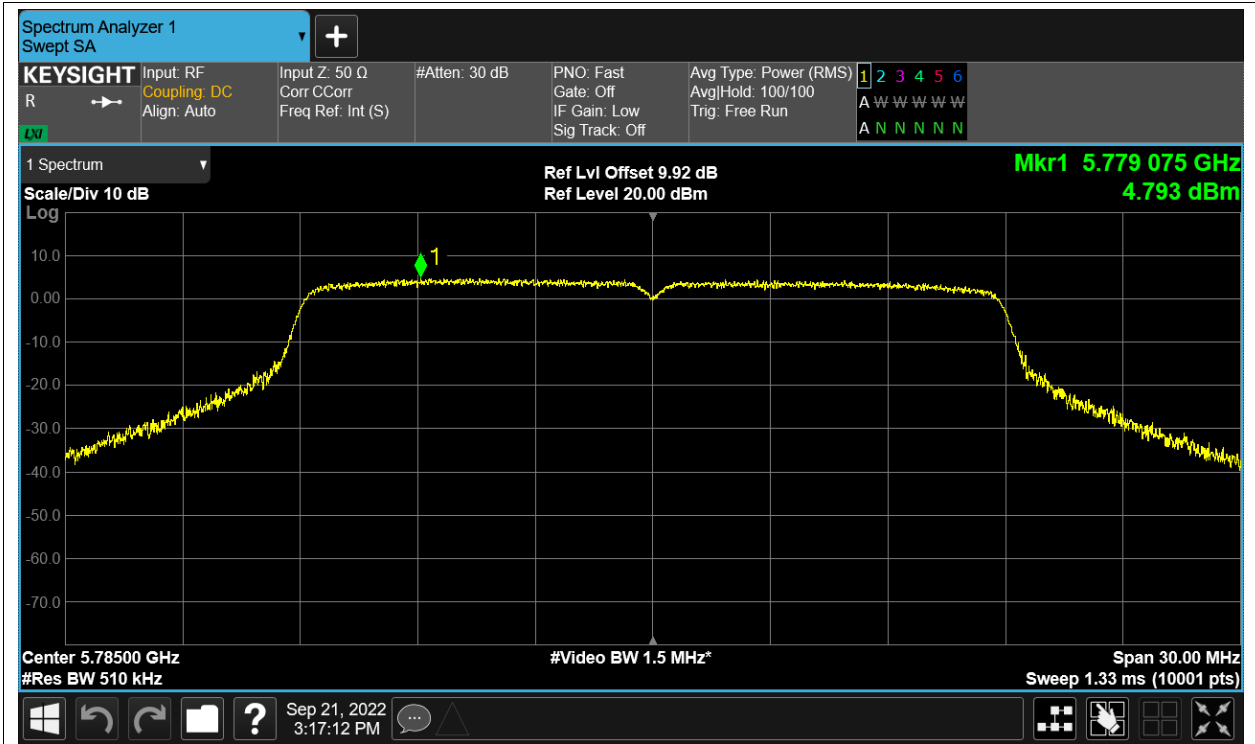 Spectrum Analyzer 1
Swept SA
KEYSIGHT
R
LXI
Input: RF
Coupling: DC
Align: Auto
Input Z: 50 Ω
Corr CCorr
Freq Ref: Int (S)
#Atten: 30 dB
PNO: Fast
Gate: Off
IF Gain: Low
Sig Track: Off
Avg Type: Power (RMS)
Avg|Hold: 100/100
Trig: Free Run
1 2 3 4 5 6
A W W W W W
A N N N N N
1 Spectrum
Scale/Div 10 dB
Ref Lvl Offset 9.92 dB
Ref Level 20.00 dBm
Mkr1 5.779 075 GHz
4.793 dBm
Log
10.0
0.00
-10.0
-20.0
-30.0
-40.0
-50.0
-60.0
-70.0
1
Center 5.78500 GHz
#Res BW 510 kHz
#Video BW 1.5 MHz*
Span 30.00 MHz
Sweep 1.33 ms (10001 pts)
?
Sep 21, 2022
3:17:12 PM